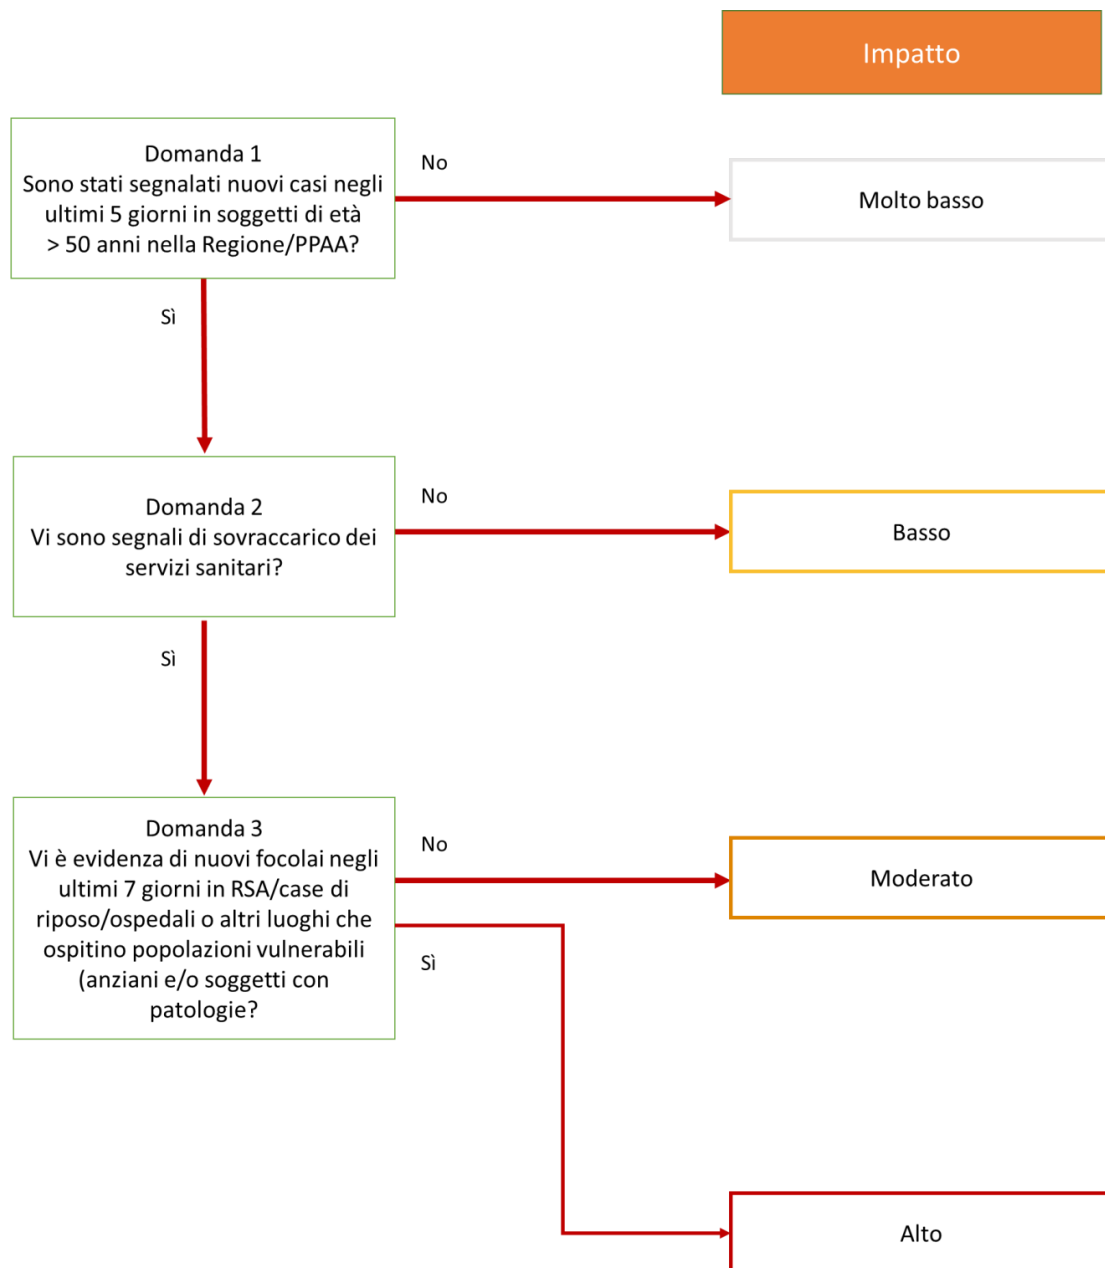 Impatto
Domanda 1
Sono stati segnalati nuovi casi negli
ultimi 5 giorni in soggetti di età
> 50 anni nella Regione/PPAA?
No
Molto basso
Sì
Domanda 2
Vi sono segnali di sovraccarico dei
servizi sanitari?
No
Basso
Sì
Domanda 3
Vi è evidenza di nuovi focolai negli
ultimi 7 giorni in RSA/case di
riposo/ospedali o altri luoghi che
ospitino popolazioni vulnerabili
(anziani e/o soggetti con
patologie?
No
Moderato
Sì
Alto